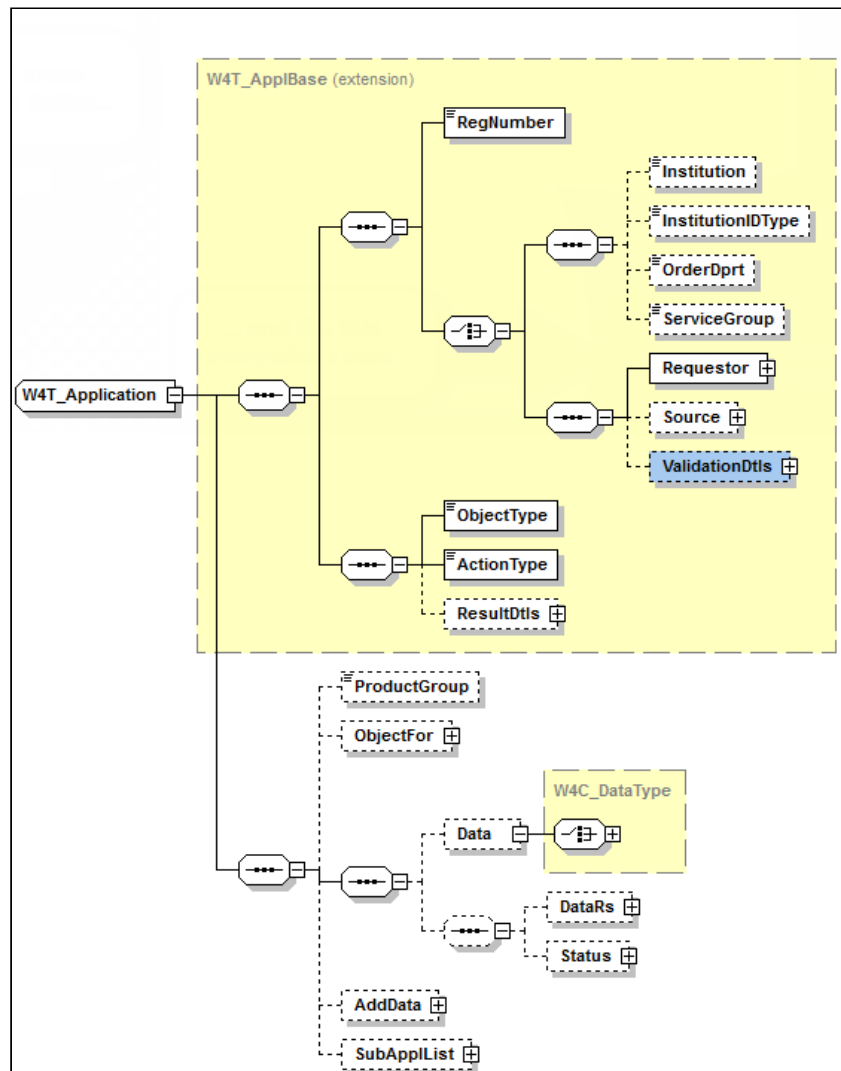 W4T_ApplBase (extension)
RegNumber
Institution
InstitutionIDType
OrderDprt
ServiceGroup
W4T_Application
Requestor
Source
ValidationDtls
ObjectType
ActionType
ResultDtls
ProductGroup
ObjectFor
W4C_DataType
Data
DataRs
Status
AddData
SubApplList